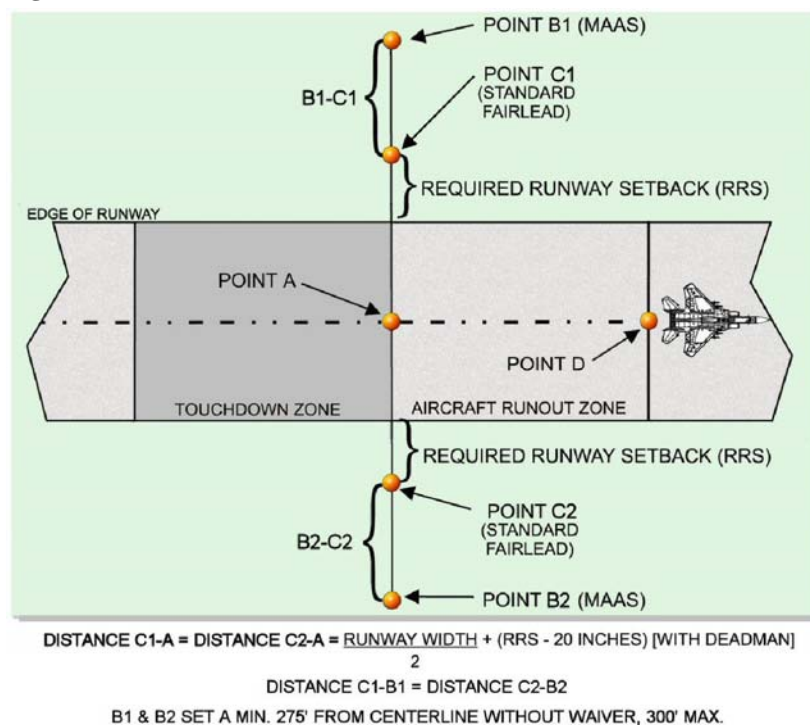 POINT B1 (MAAS)
POINT C1
(STANDARD
FAIRLEAD)
B1-C1
REQUIRED RUNWAY SETBACK (RRS)
EDGE OF RUNWAY
POINT A
POINT D
TOUCHDOWN ZONE
AIRCRAFT RUNOUT ZONE
REQUIRED RUNWAY SETBACK (RRS)
POINT C2
(STANDARD
FAIRLEAD)
B2-C2
POINT B2 (MAAS)
DISTANCE C1-A = DISTANCE C2-A = RUNWAY WIDTH + (RRS - 20 INCHES) [WITH DEADMAN]
2
DISTANCE C1-B1 = DISTANCE C2-B2
B1 & B2 SET A MIN. 275' FROM CENTERLINE WITHOUT WAIVER, 300' MAX.